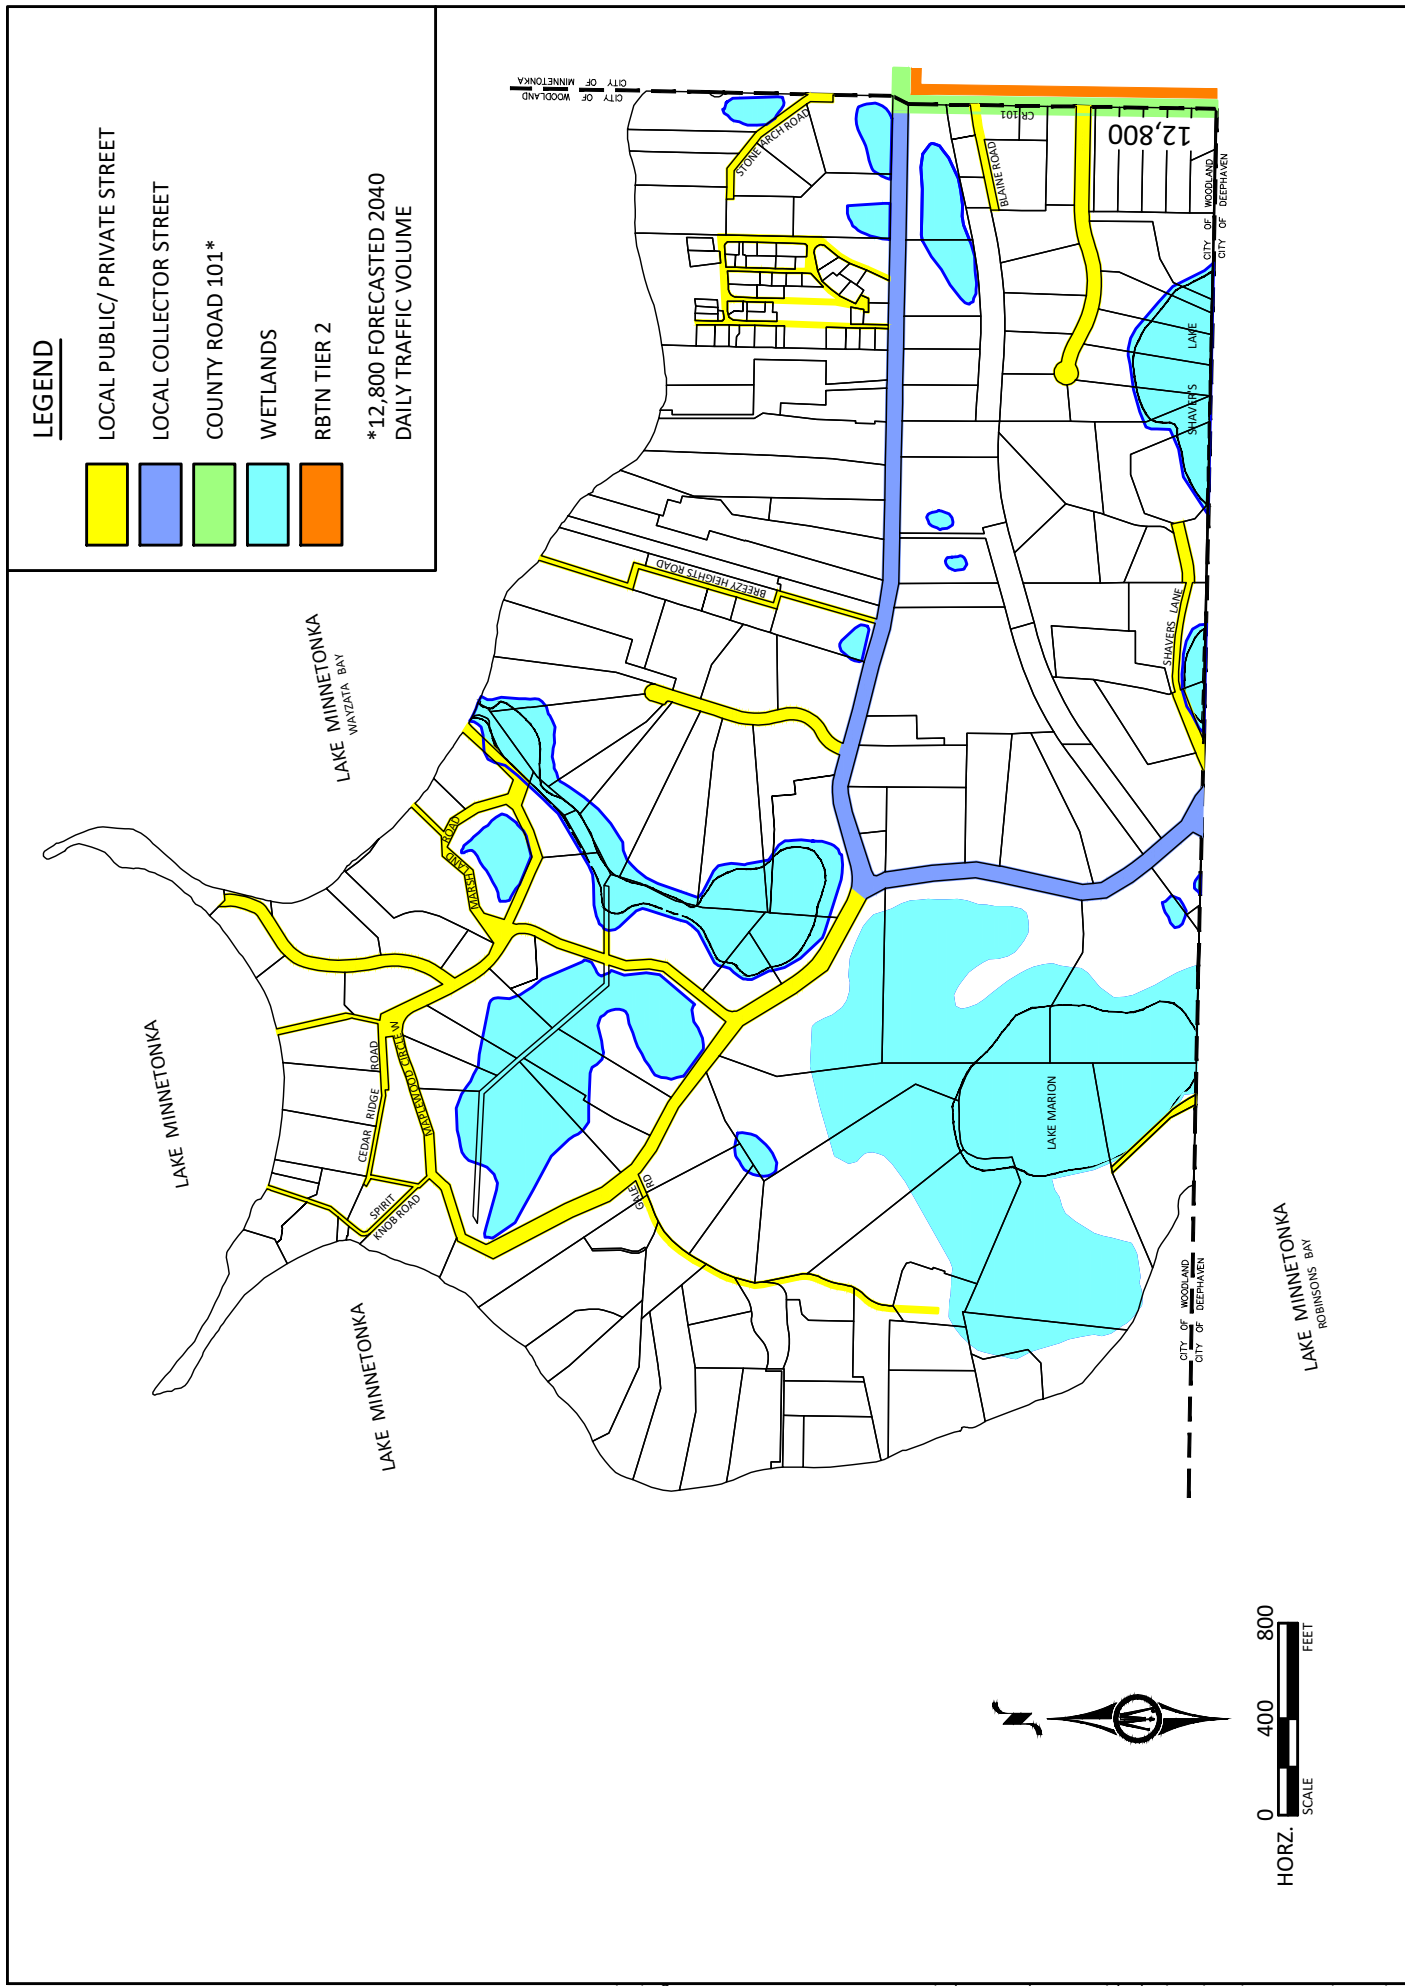 LEGEND
LOCAL PUBLIC/ PRIVATE STREET
LOCAL COLLECTOR STREET
COUNTY ROAD 101*
WETLANDS
RBTN TIER 2
*12,800 FORECASTED 2040
DAILY TRAFFIC VOLUME
LAKE MINNETONKA
LAKE MINNETONKA
LAKE MINNETONKA
WAYZATA BAY
CITY OF MINNETONKA
CITY OF WOODLAND
STONE ARCH ROAD
CR 101
12,800
BLAINE ROAD
CITY OF WOODLAND
CITY OF DEEPHAVEN
SHAVER'S LAKE
SHAVERS LANE
BREEZY HEIGHTS ROAD
MARSH LAND ROAD
CEDAR RIDGE ROAD
MAPLEWOOD CIRCLE W
SPIRIT
KNOB ROAD
GALE
RD
LAKE MARION
CITY OF WOODLAND
CITY OF DEEPHAVEN
LAKE MINNETONKA
ROBINSONS BAY
N
0 400 800
HORZ.
SCALE FEET